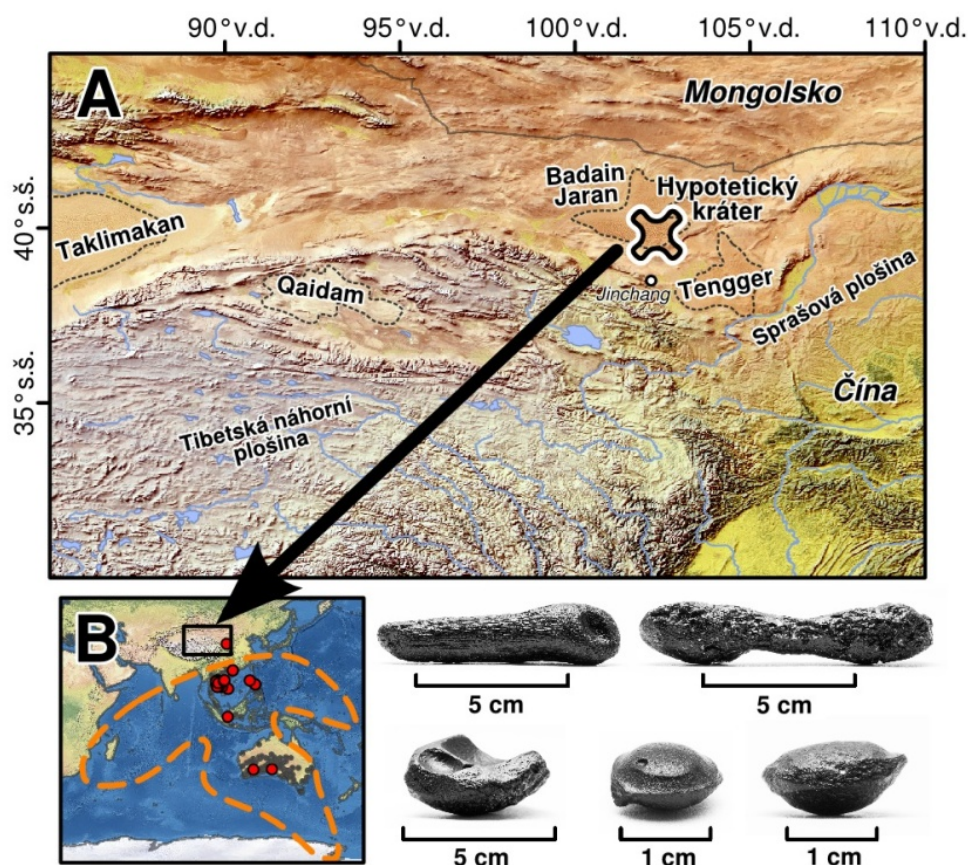 90°v.d. 95°v.d. 100°v.d. 105°v.d. 110°v.d.
A
Mongolsko
Badain
Jaran
Hypotetický
kráter
40°s.š.
Taklimakan
Qaidam
Jinchang
Tengger
Sprašová plošina
35°s.š.
Čína
Tibetská náhorní
plošina
B
5 cm
5 cm
5 cm
1 cm
1 cm